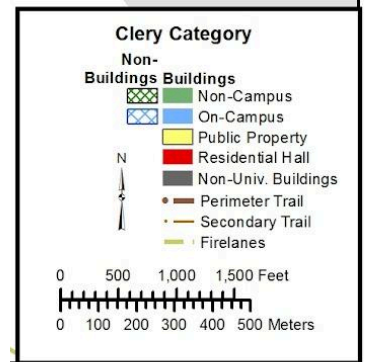 Clery Category
Non-
Buildings Buildings
Non-Campus
On-Campus
Public Property
Residential Hall
Non-Univ. Buildings
N
Perimeter Trail
Secondary Trail
Firelanes
0 500 1,000 1,500 Feet
0 100 200 300 400 500 Meters